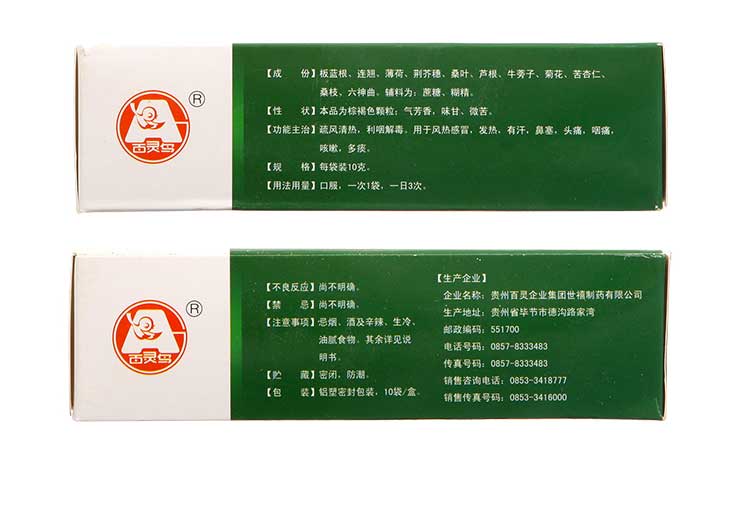 百灵鸟 ®
【成 份】板蓝根、连翘、薄荷、荆芥穗、桑叶、芦根、牛蒡子、菊花、苦杏仁、
桑枝、六神曲。辅料为：蔗糖、糊精。
【性 状】本品为棕褐色颗粒；气芳香，味甘、微苦。
【功能主治】疏风清热，利咽解毒。用于风热感冒，发热，有汗，鼻塞，头痛，咽痛，
咳嗽，多痰。
【规 格】每袋装10克。
【用法用量】口服，一次1袋，一日3次。
百灵鸟 ®
【不良反应】尚不明确。
【禁 忌】尚不明确。
【注意事项】忌烟、酒及辛辣、生冷、
油腻食物。其余详见说
明书。
【贮 藏】密闭，防潮。
【包 装】铝塑密封包装，10袋/盒。
【生产企业】
企业名称：贵州百灵企业集团世禧制药有限公司
生产地址：贵州省毕节市德沟路家湾
邮政编码：551700
电话号码：0857-8333483
传真号码：0857-8333483
销售咨询电话：0853-3418777
销售传真号码：0853-3416000